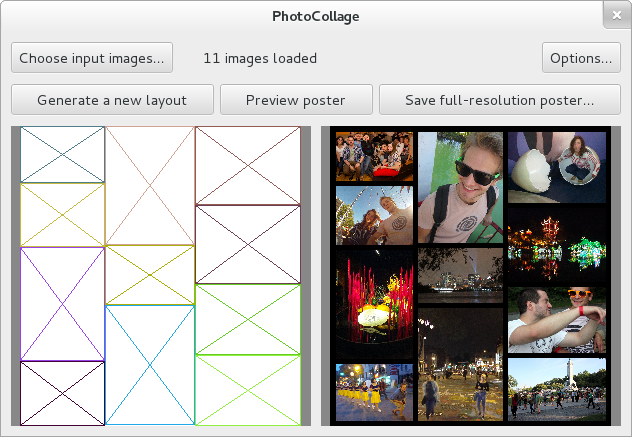 PhotoCollage
Choose input images... 11 images loaded Options...
Generate a new layout Preview poster Save full-resolution poster...